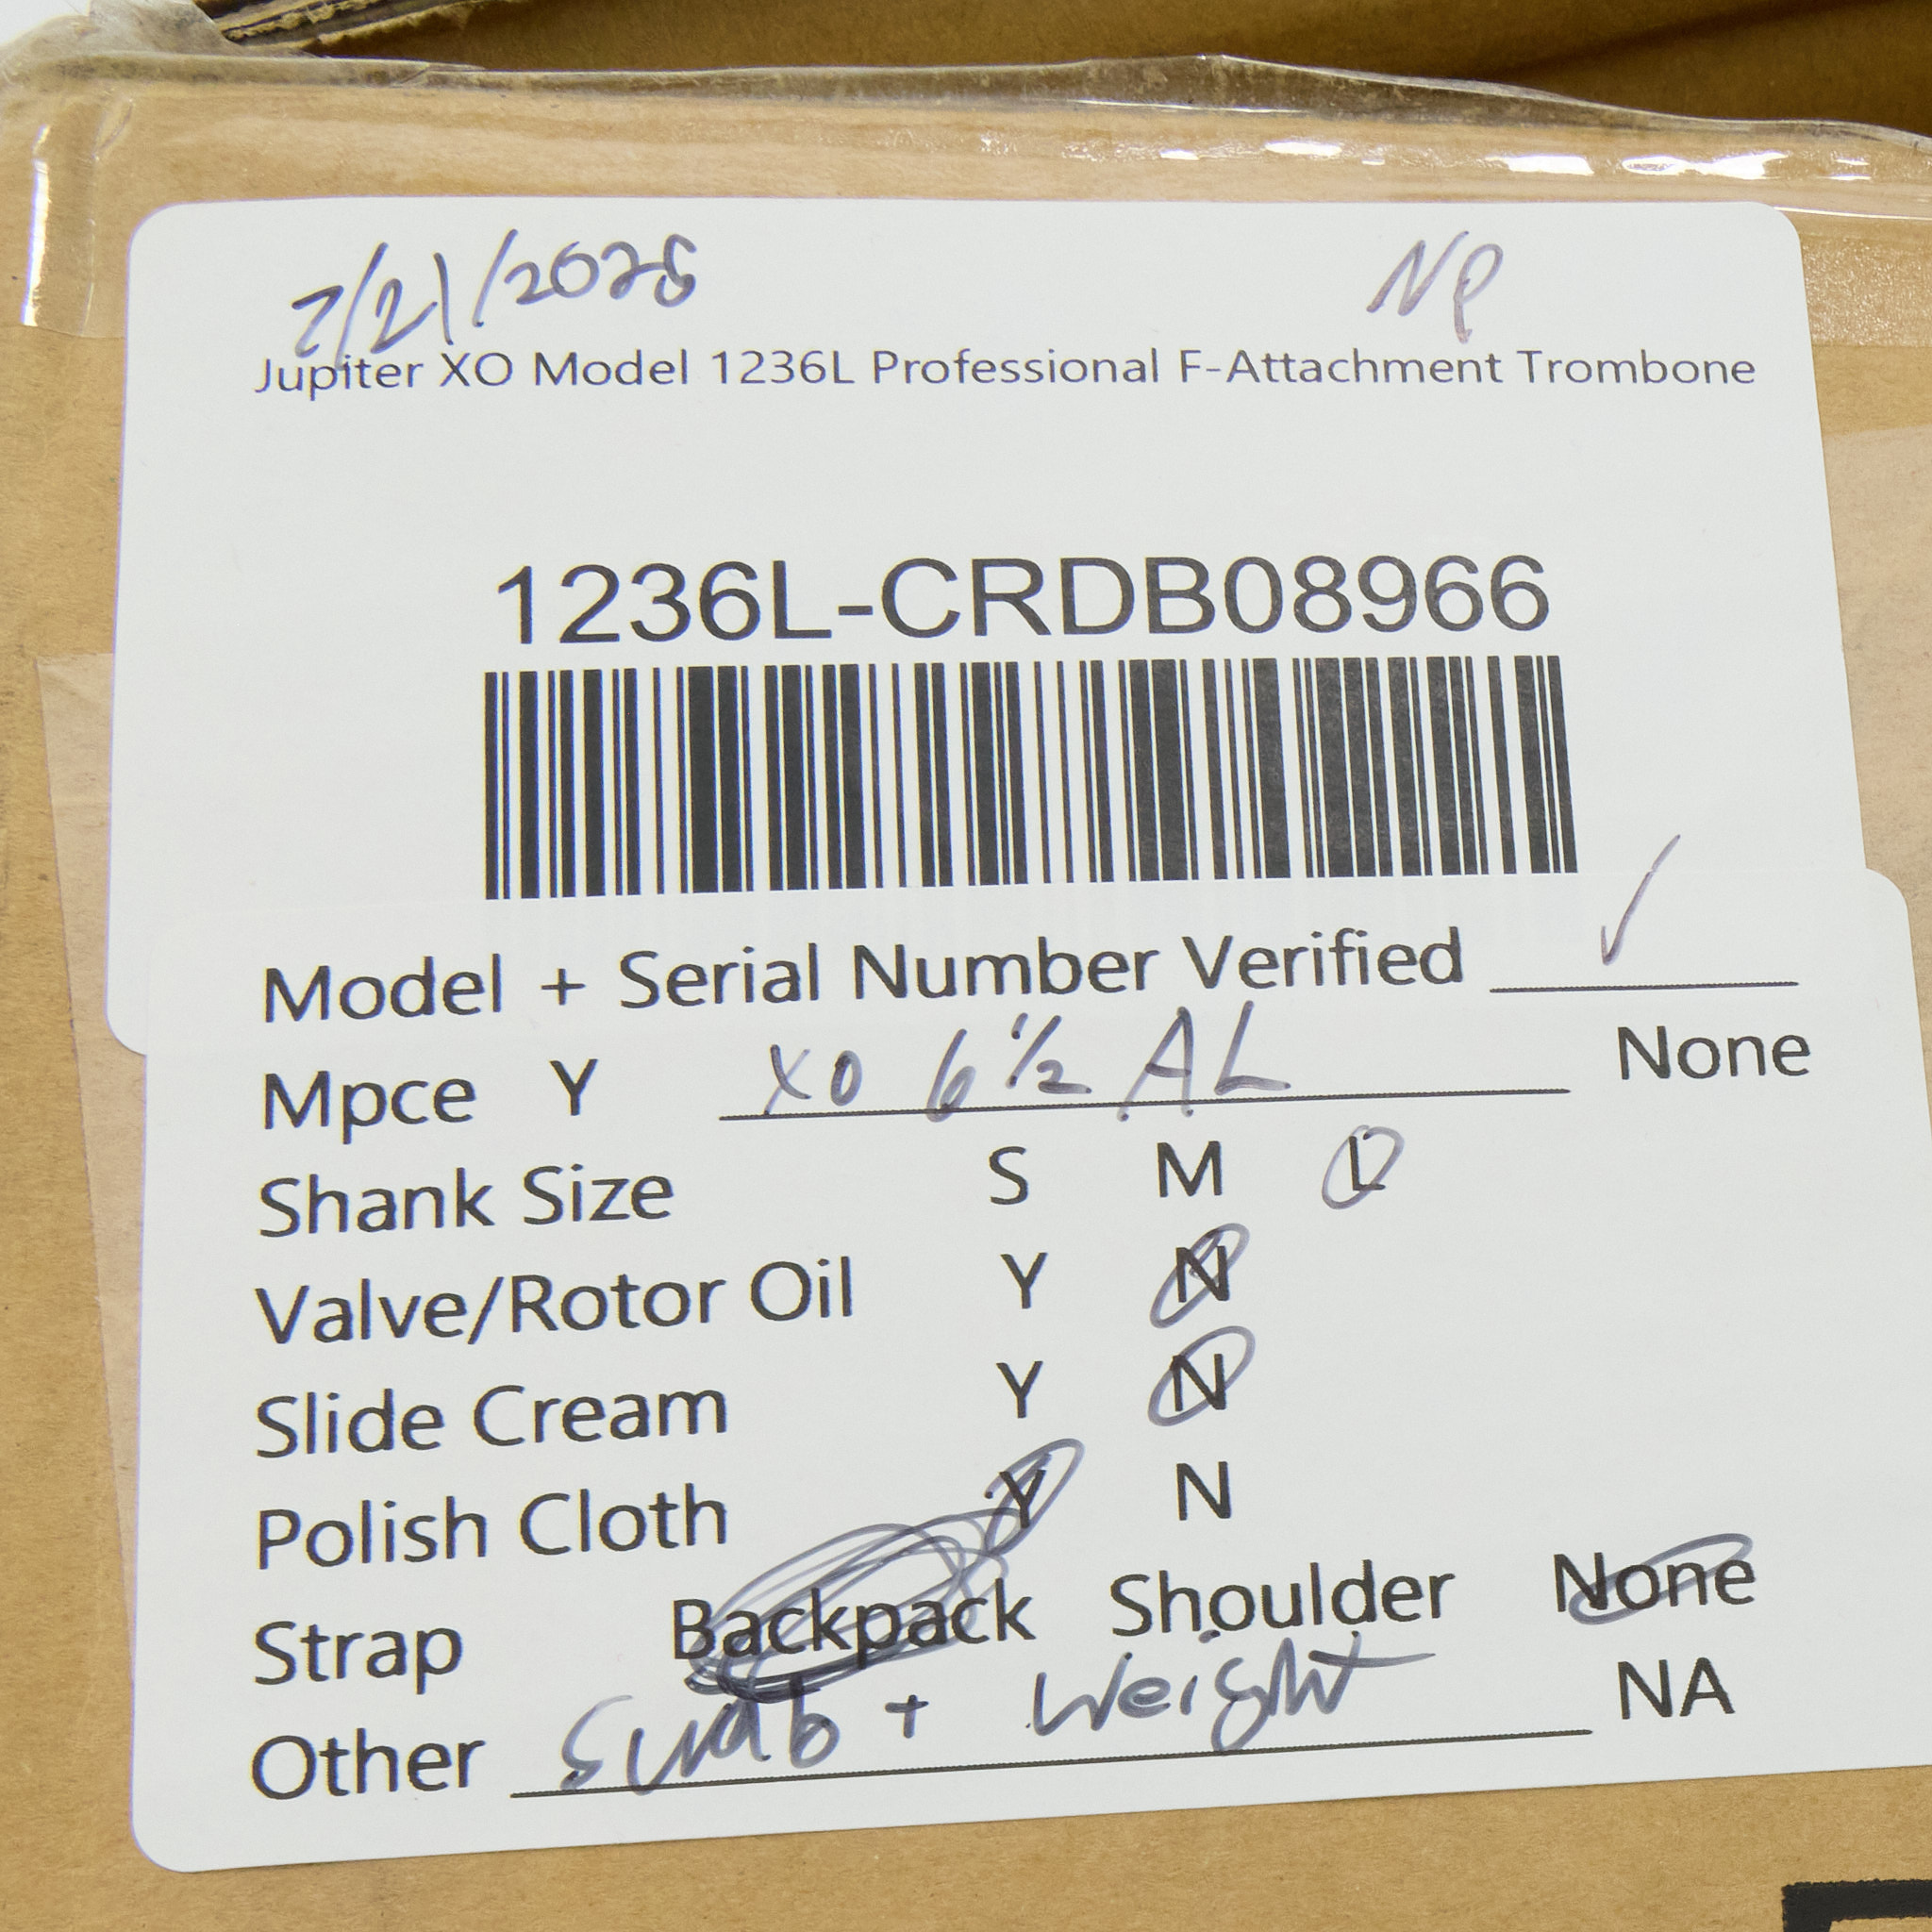 2/21/2025 NP
Jupiter XO Model 1236L Professional F-Attachment Trombone
1236L-CRDB08966
Model + Serial Number Verified ✓
Mpce Y XO 6½ AL None
Shank Size S M L
Valve/Rotor Oil Y N
Slide Cream Y N
Polish Cloth Y N
Strap Backpack Shoulder None
Other Swab + Weight NA